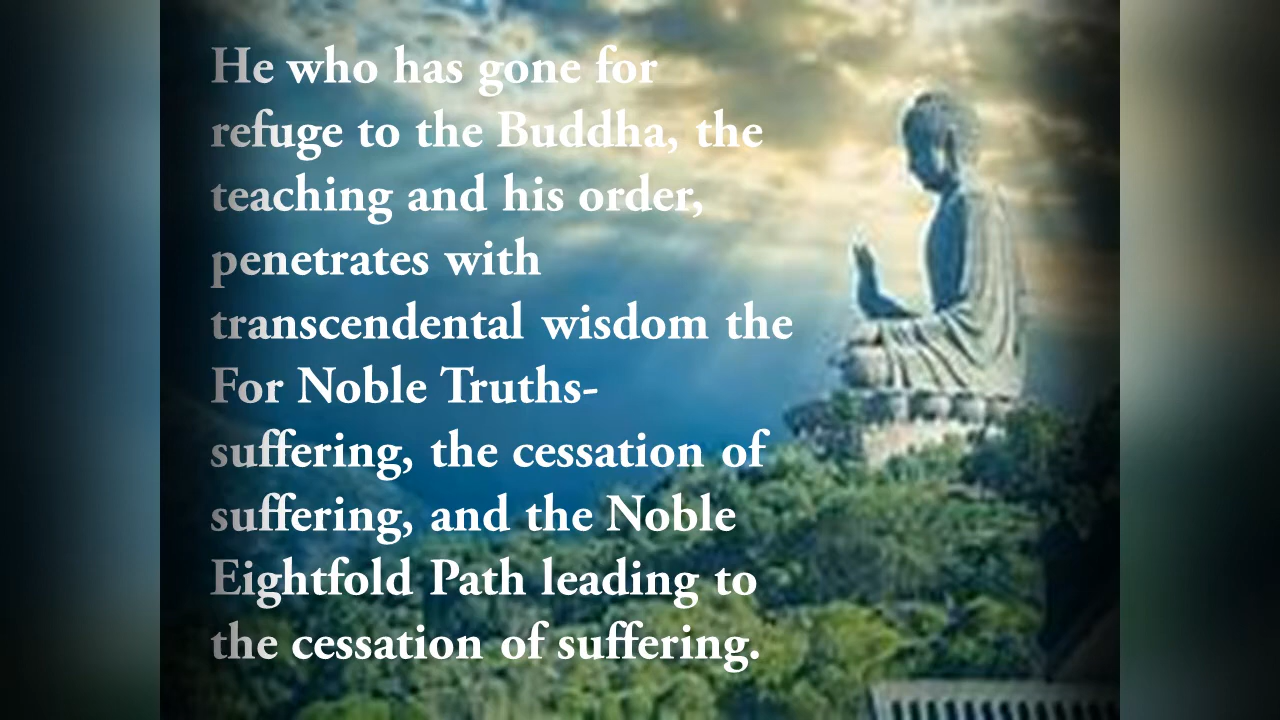 He who has gone for
refuge to the Buddha, the
teaching and his order,
penetrates with
transcendental wisdom the
For Noble Truths-
suffering, the cessation of
suffering, and the Noble
Eightfold Path leading to
the cessation of suffering.